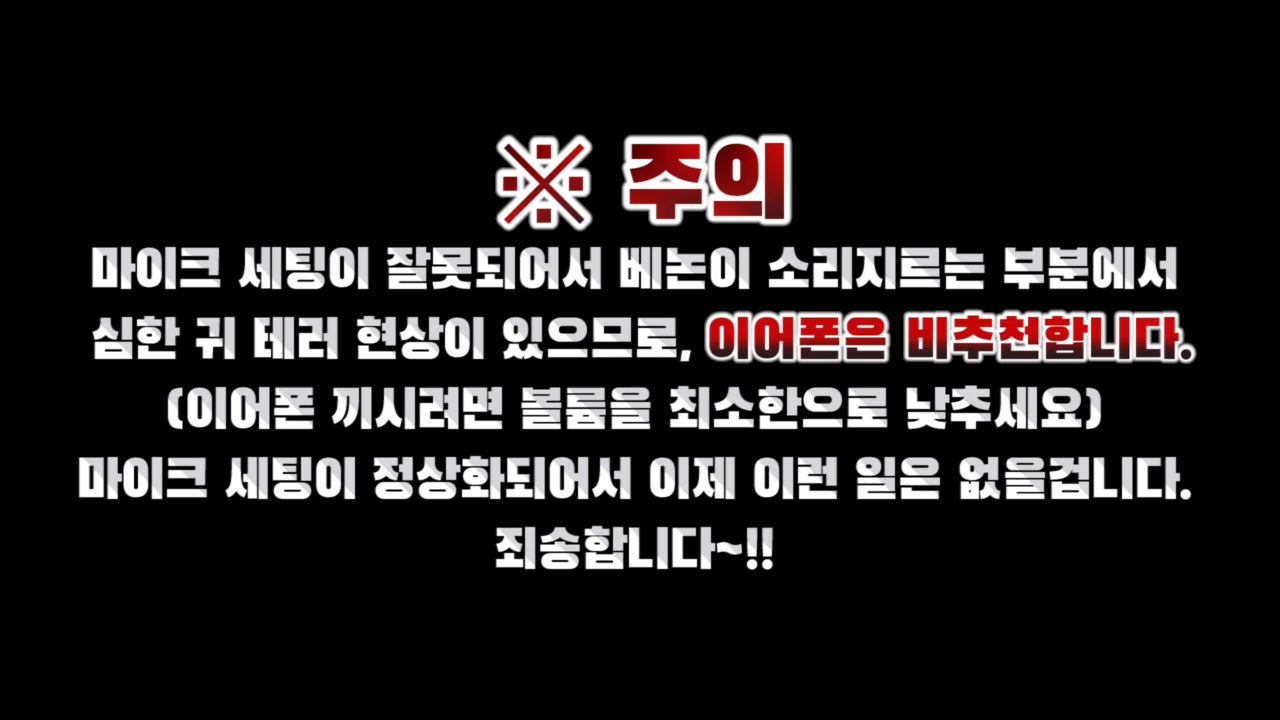 ※ 주의
마이크 세팅이 잘못되어서 베논이 소리지르는 부분에서
심한 귀 테러 현상이 있으므로, 이어폰은 비추천합니다.
(이어폰 끼시려면 볼륨을 최소한으로 낮추세요)
마이크 세팅이 정상화되어서 이제 이런 일은 없을겁니다.
죄송합니다~!!